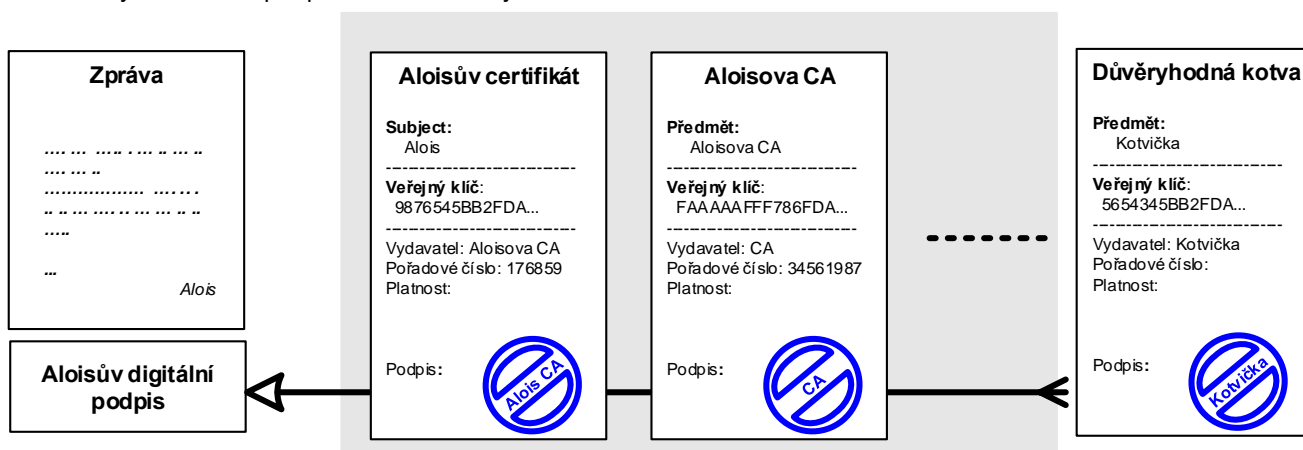 Zpráva
Alois
Aloisův digitální
podpis
Aloisův certifikát
Subject:
Alois
Veřejný klíč:
9876545BB2FDA...
Vydavatel: Aloisova CA
Pořadové číslo: 176859
Platnost:
Podpis:
Alois CA
Aloisova CA
Předmět:
Aloisova CA
Veřejný klíč:
FAAAAAFFF786FDA...
Vydavatel: CA
Pořadové číslo: 34561987
Platnost:
Podpis:
CA
Důvěryhodná kotva
Předmět:
Kotvička
Veřejný klíč:
5654345BB2FDA...
Vydavatel: Kotvička
Pořadové číslo:
Platnost:
Podpis:
Kotvička